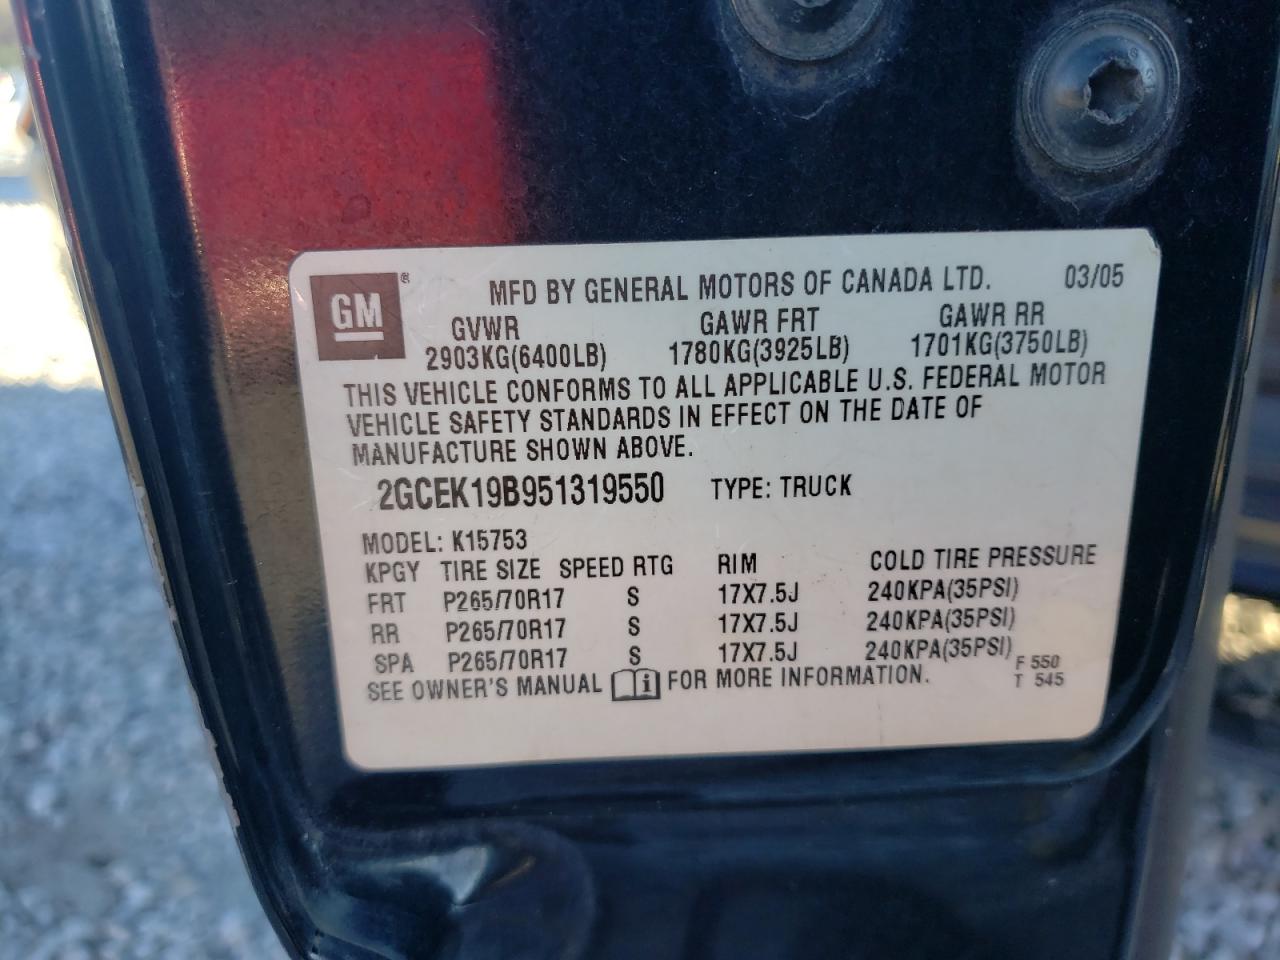 GM®
MFD BY GENERAL MOTORS OF CANADA LTD. 03/05
GVWR GAWR FRT GAWR RR
2903KG(6400LB) 1780KG(3925LB) 1701KG(3750LB)
THIS VEHICLE CONFORMS TO ALL APPLICABLE U.S. FEDERAL MOTOR
VEHICLE SAFETY STANDARDS IN EFFECT ON THE DATE OF
MANUFACTURE SHOWN ABOVE.
2GCEK19B951319550 TYPE: TRUCK
MODEL: K15753
KPGY TIRE SIZE SPEED RTG RIM COLD TIRE PRESSURE
FRT P265/70R17 S 17X7.5J 240KPA(35PSI)
RR P265/70R17 S 17X7.5J 240KPA(35PSI)
SPA P265/70R17 S 17X7.5J 240KPA(35PSI)
SEE OWNER'S MANUAL i FOR MORE INFORMATION.
F 550
T 545